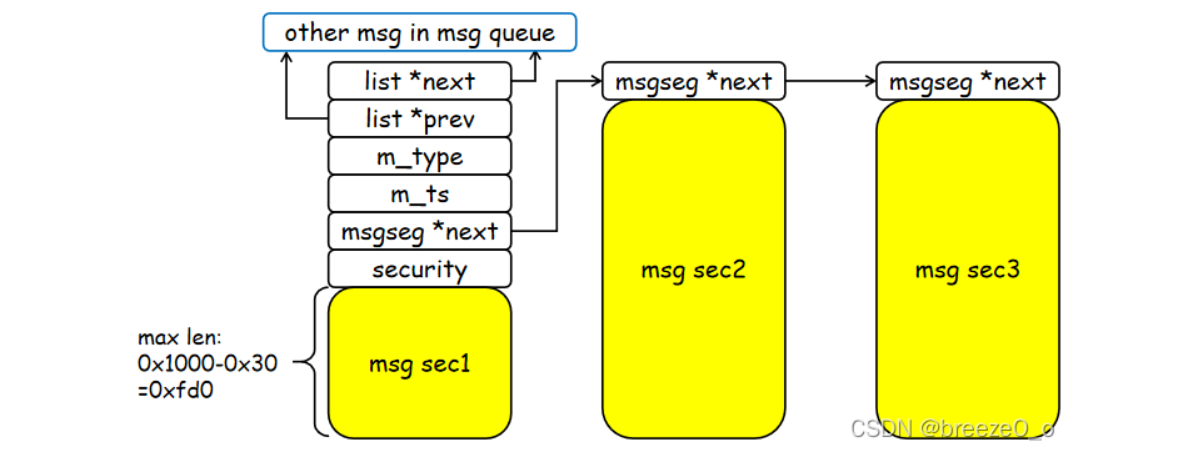 other msg in msg queue
list *next
list *prev
m_type
m_ts
msgseg *next
security
max len:
0x1000-0x30
=0xfd0
msg sec1
msgseg *next
msg sec2
msgseg *next
msg sec3
CSDN @breezeO_o